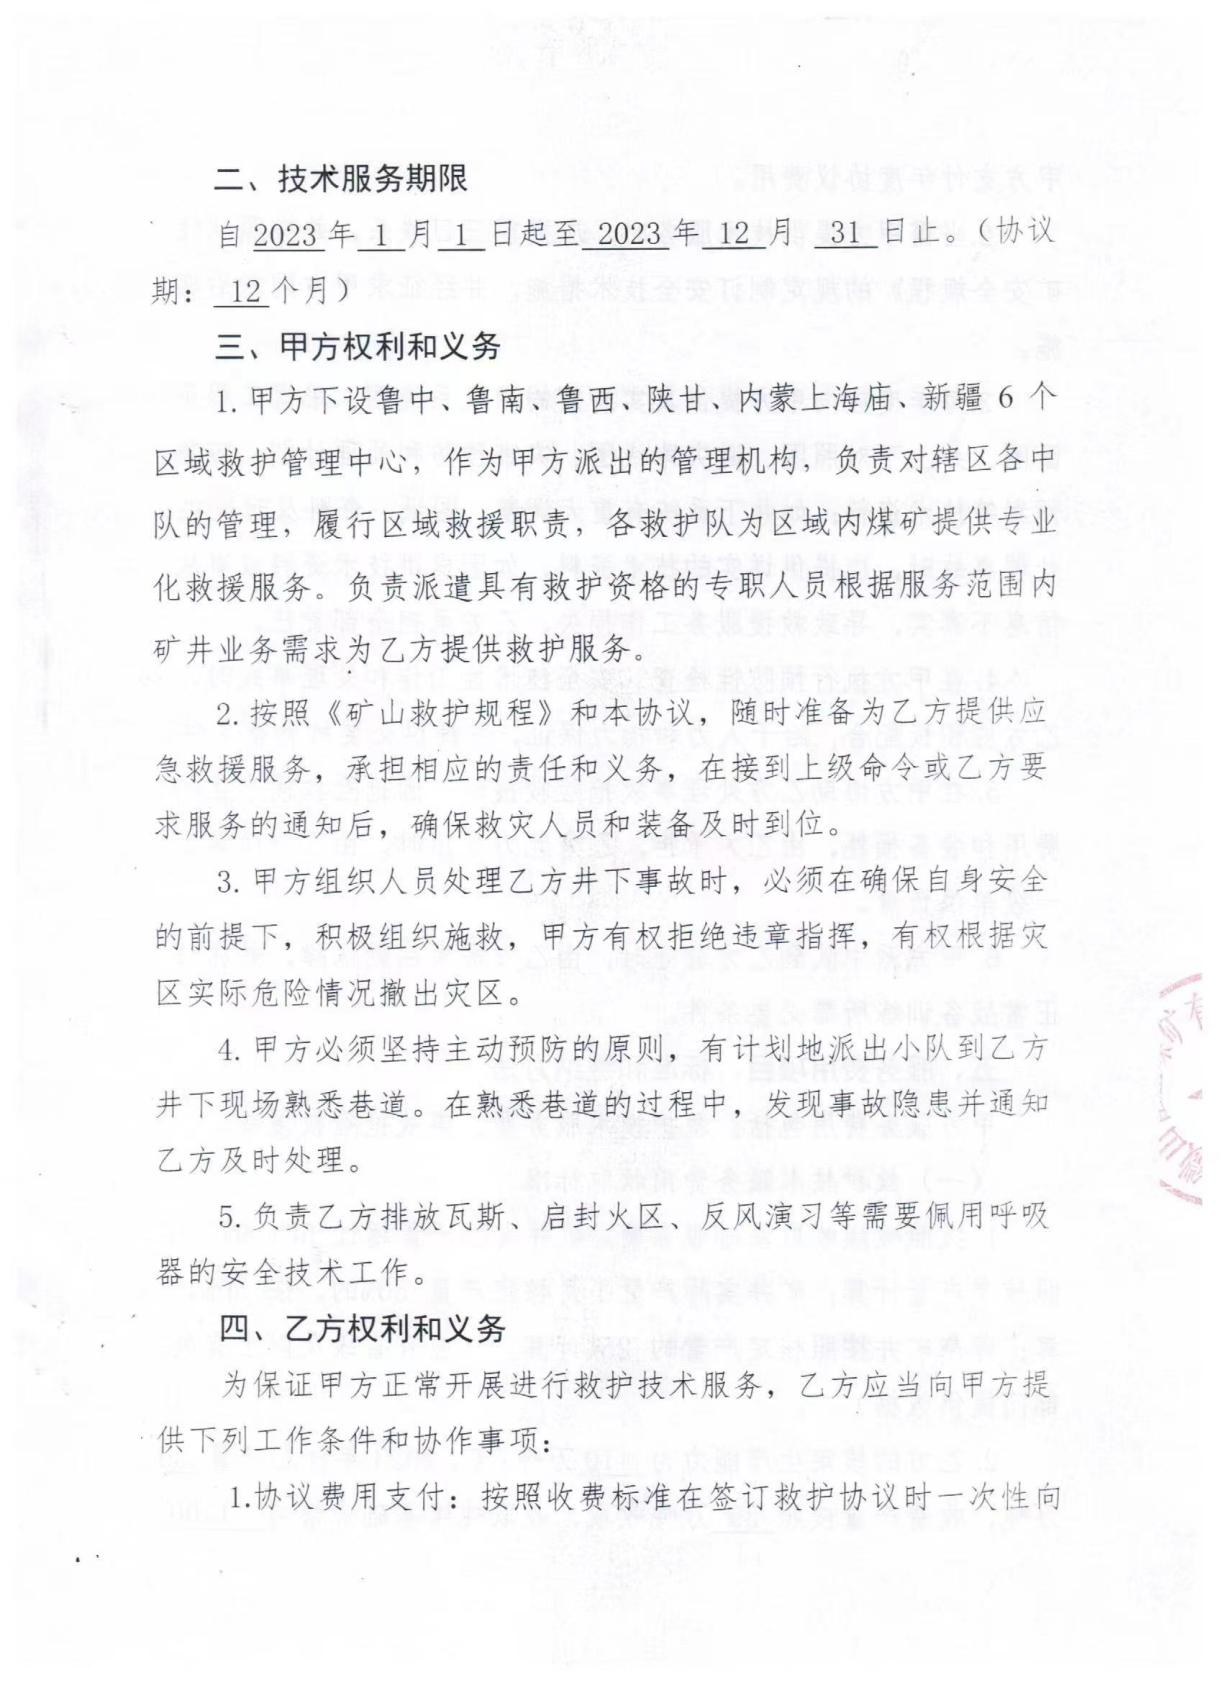 二、技术服务期限
自 2023 年 1 月 1 日起至 2023 年 12 月 31 日止。(协议
期： 12 个月)
三、甲方权利和义务
1.甲方下设鲁中、鲁南、鲁西、陕甘、内蒙上海庙、新疆 6 个
区域救护管理中心，作为甲方派出的管理机构，负责对辖区各中
队的管理，履行区域救援职责，各救护队为区域内煤矿提供专业
化救援服务。负责派遣具有救护资格的专职人员根据服务范围内
矿井业务需求为乙方提供救护服务。
2.按照《矿山救护规程》和本协议，随时准备为乙方提供应
急救援服务，承担相应的责任和义务，在接到上级命令或乙方要
求服务的通知后，确保救灾人员和装备及时到位。
3.甲方组织人员处理乙方井下事故时，必须在确保自身安全
的前提下，积极组织施救，甲方有权拒绝违章指挥，有权根据灾
区实际危险情况撤出灾区。
4.甲方必须坚持主动预防的原则，有计划地派出小队到乙方
井下现场熟悉巷道。在熟悉巷道的过程中，发现事故隐患并通知
乙方及时处理。
5.负责乙方排放瓦斯、启封火区、反风演习等需要佩用呼吸
器的安全技术工作。
四、乙方权利和义务
为保证甲方正常开展进行救护技术服务，乙方应当向甲方提
供下列工作条件和协作事项：
1.协议费用支付：按照收费标准在签订救护协议时一次性向